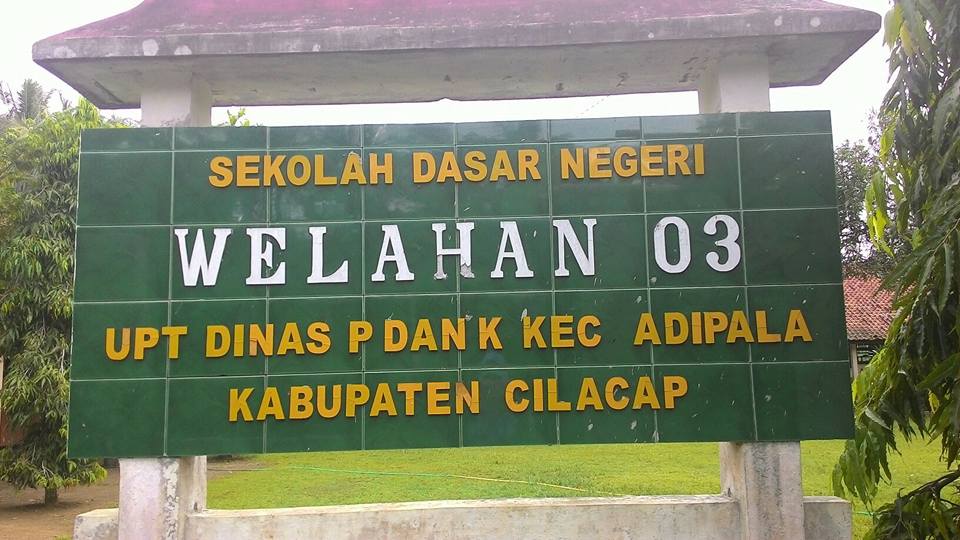 SEKOLAH DASAR NEGERI
WELAHAN 03
UPT DINAS P DAN K KEC ADIPALA
KABUPATEN CILACAP